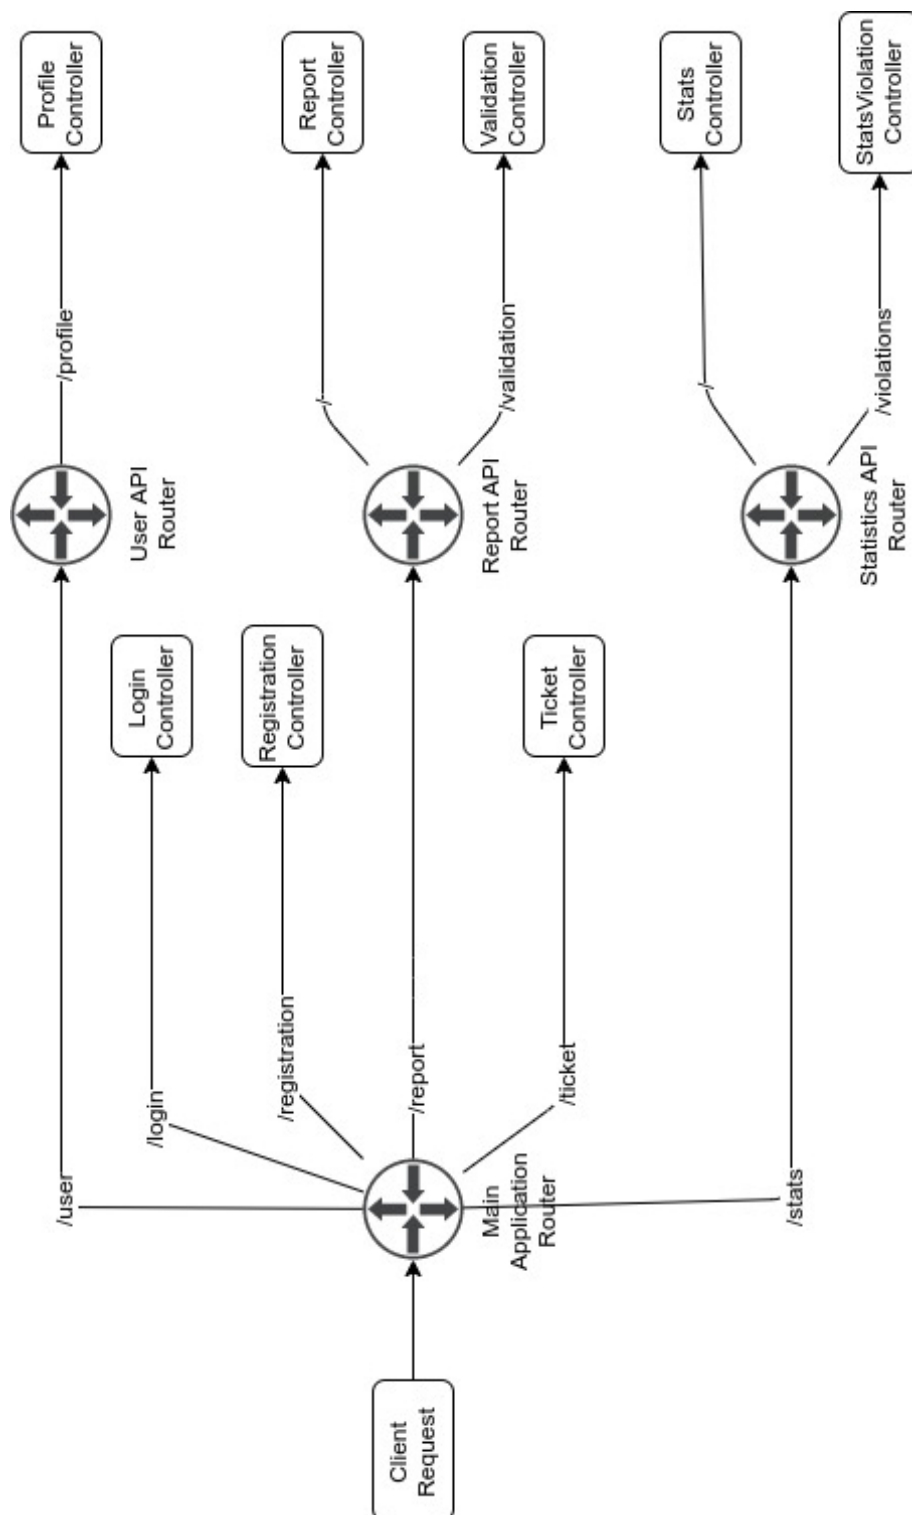 Client
Request
Main
Application
Router
/user
/login
/registration
/report
/ticket
/stats
Login
Controller
Registration
Controller
Ticket
Controller
User API
Router
Report API
Router
Statistics API
Router
/profile
/
/validation
/
/violations
Profile
Controller
Report
Controller
Validation
Controller
Stats
Controller
StatsViolation
Controller